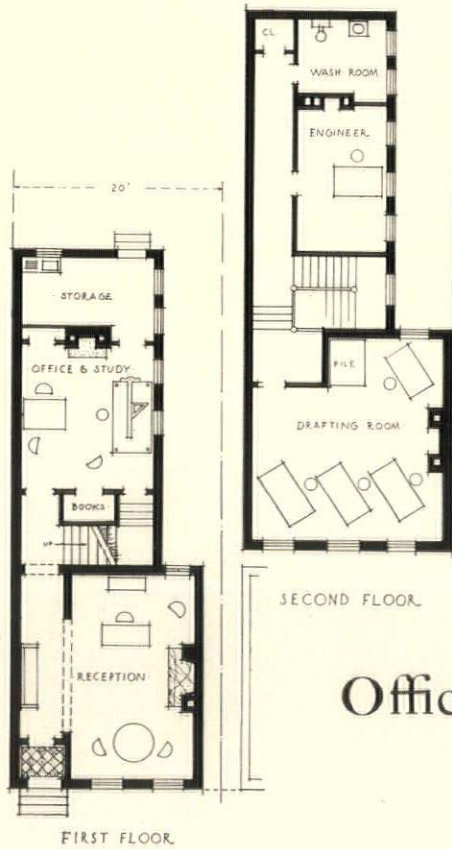 CL.
WASH ROOM
ENGINEER
20'
STORAGE
OFFICE & STUDY
FILE
DRAFTING ROOM
BOOKS
UP
SECOND FLOOR
RECEPTION
Offic
FIRST FLOOR